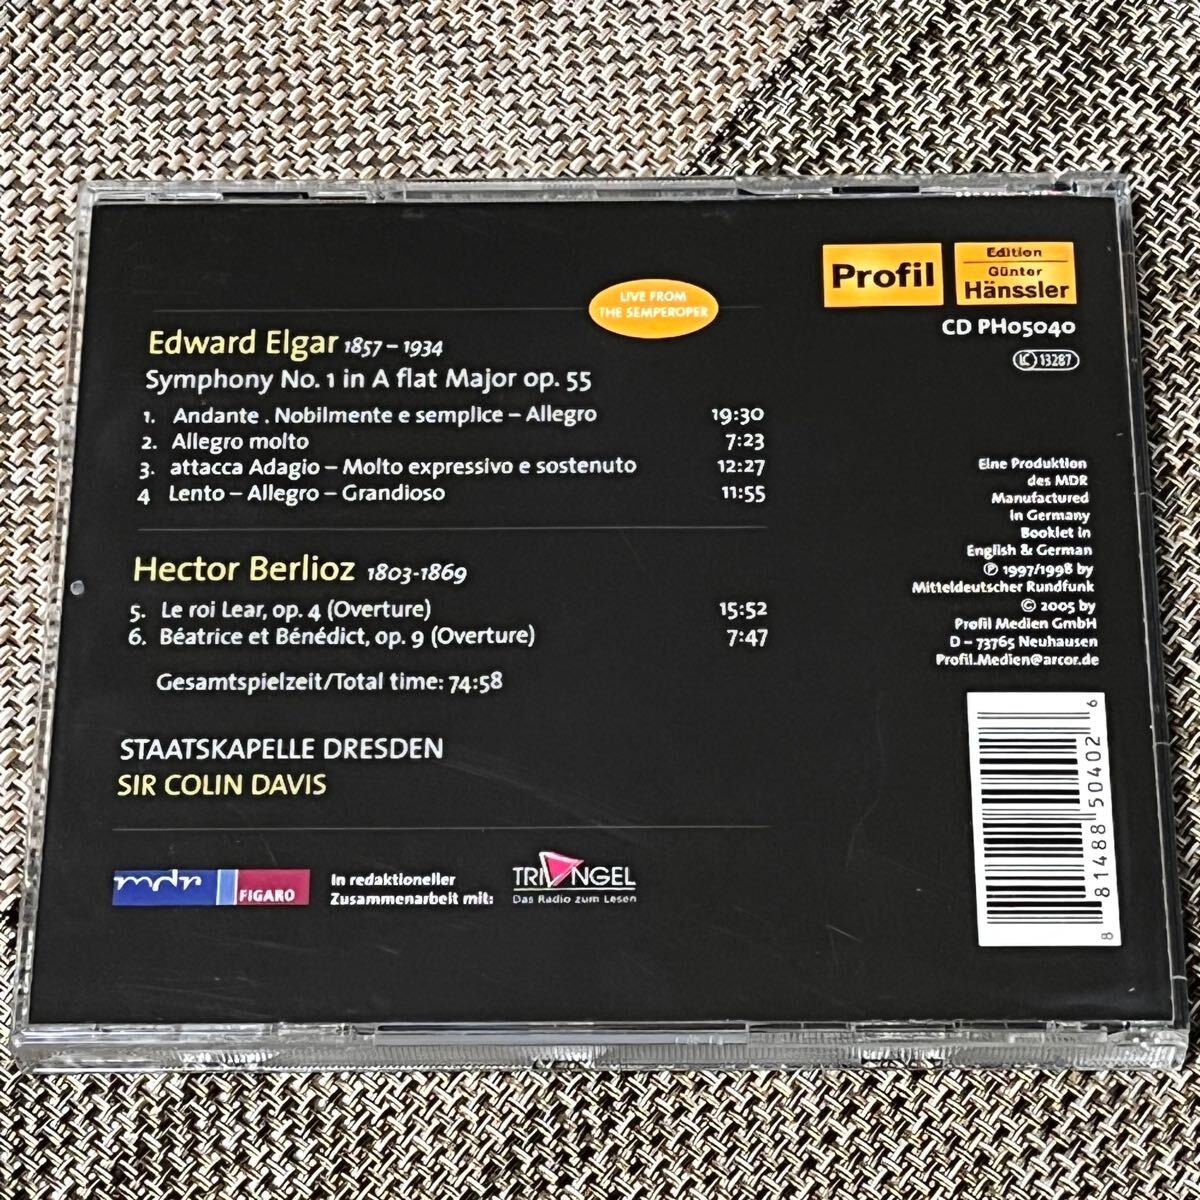 Profil
Edition
Günter
Hänssler
CD PH05040
LC 13287
LIVE FROM
THE SEMPEROPER
Edward Elgar 1857 – 1934
Symphony No. 1 in A flat Major op. 55
1. Andante . Nobilmente e semplice – Allegro 19:30
2. Allegro molto 7:23
3. attacca Adagio – Molto expressivo e sostenuto 12:27
4 Lento – Allegro – Grandioso 11:55
Hector Berlioz 1803-1869
5. Le roi Lear, op. 4 (Overture) 15:52
6. Béatrice et Bénédict, op. 9 (Overture) 7:47
Gesamtspielzeit/Total time: 74:58
STAATSKAPELLE DRESDEN
SIR COLIN DAVIS
mdr FIGARO
In redaktioneller
Zusammenarbeit mit:
TRIANGEL
Das Radio zum Lesen
Eine Produktion
des MDR
Manufactured
in Germany
Booklet in
English & German
℗ 1997/1998 by
Mitteldeutscher Rundfunk
© 2005 by
Profil Medien GmbH
D – 73765 Neuhausen
Profil.Medien@arcor.de
8 81488 50402 6